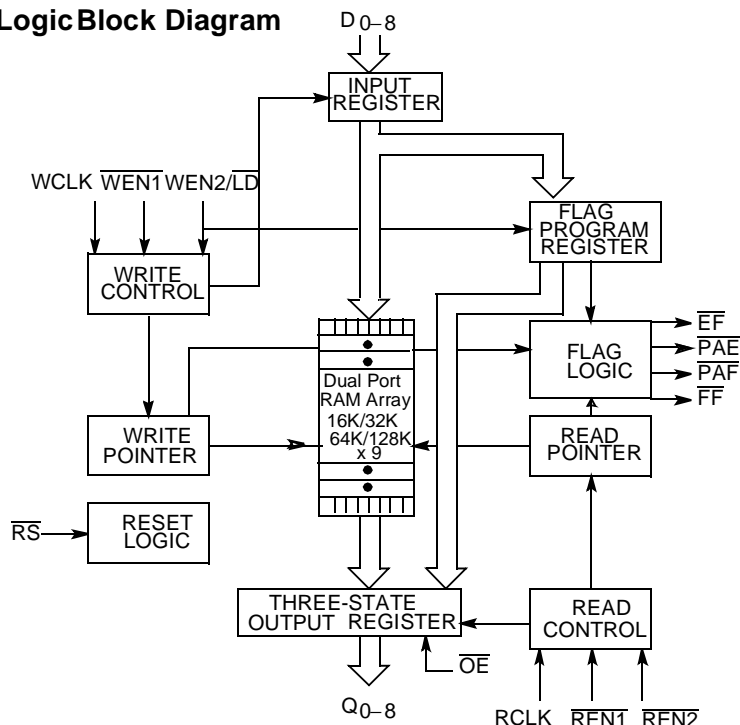 Logic Block Diagram
D0–8
INPUT
REGISTER
WCLK WEN1 WEN2/LD
FLAG
PROGRAM
REGISTER
WRITE
CONTROL
EF
PAE
PAF
FF
FLAG
LOGIC
Dual Port
RAM Array
16K/32K
64K/128K
x 9
WRITE
POINTER
READ
POINTER
RS
RESET
LOGIC
THREE-STATE
OUTPUT REGISTER
READ
CONTROL
OE
Q0–8
RCLK REN1 REN2